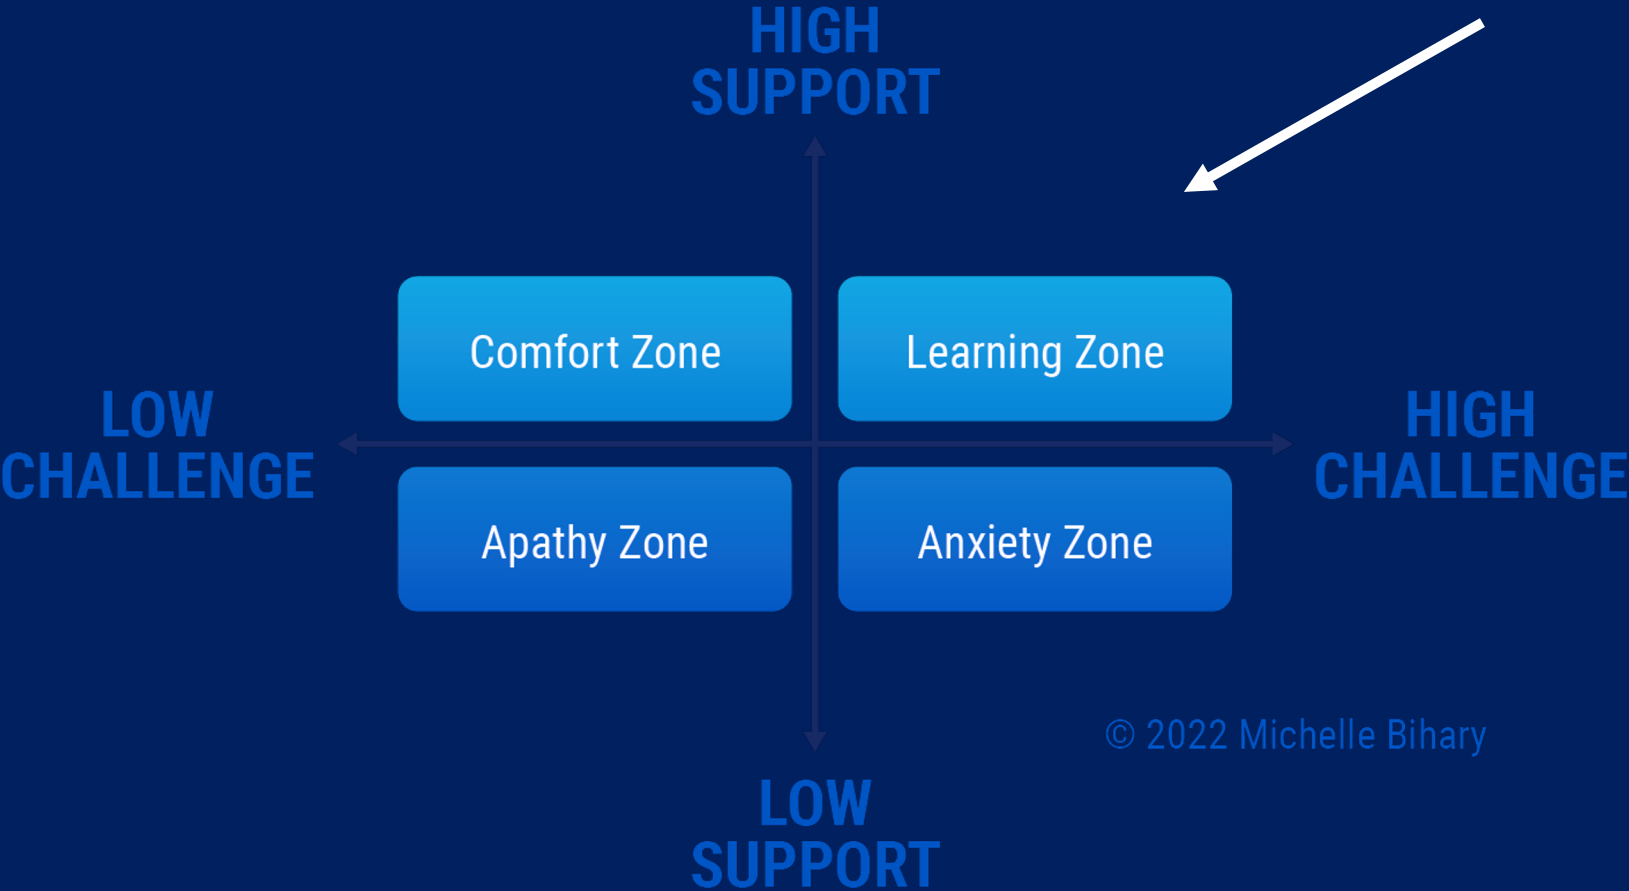 HIGH
SUPPORT
Comfort Zone
Learning Zone
LOW
CHALLENGE
HIGH
CHALLENGE
Apathy Zone
Anxiety Zone
© 2022 Michelle Bihary
LOW
SUPPORT